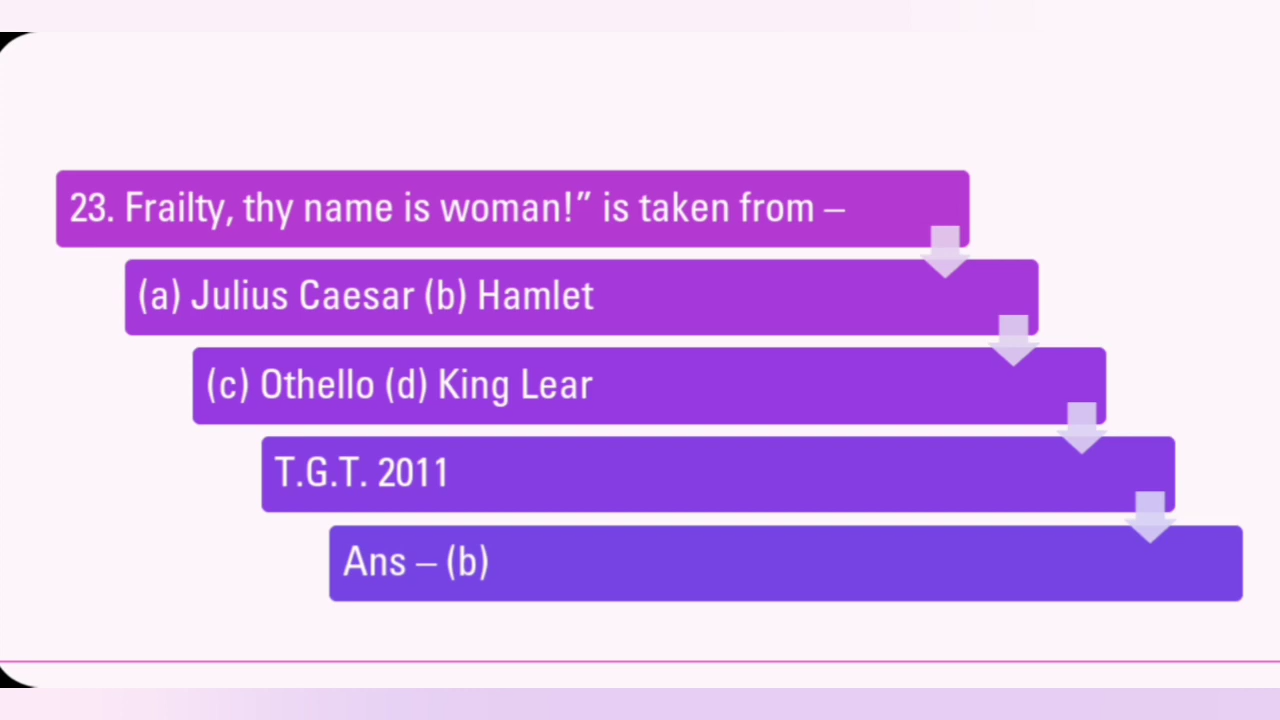 23. Frailty, thy name is woman!” is taken from –
(a) Julius Caesar (b) Hamlet
(c) Othello (d) King Lear
T.G.T. 2011
Ans – (b)